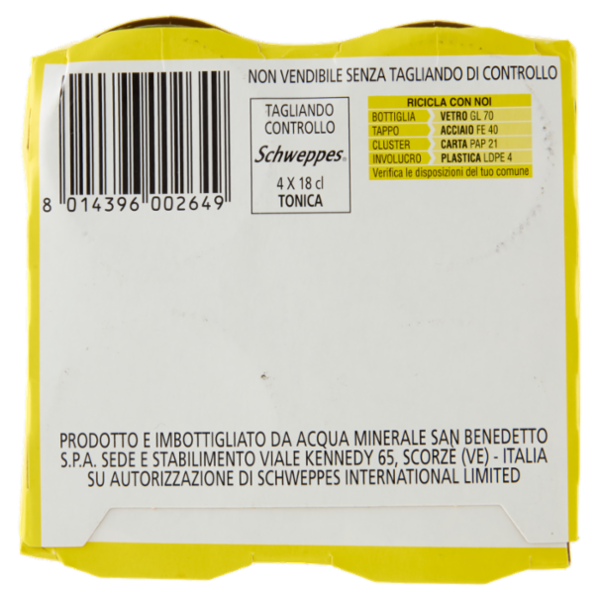 NON VENDIBILE SENZA TAGLIANDO DI CONTROLLO
8 014396 002649
TAGLIANDO
CONTROLLO
Schweppes®
4 X 18 cl
TONICA
RICICLA CON NOI
BOTTIGLIA VETRO GL 70
TAPPO ACCIAIO FE 40
CLUSTER CARTA PAP 21
INVOLUCRO PLASTICA LDPE 4
Verifica le disposizioni del tuo comune
PRODOTTO E IMBOTTIGLIATO DA ACQUA MINERALE SAN BENEDETTO
S.P.A. SEDE E STABILIMENTO VIALE KENNEDY 65, SCORZÈ (VE) - ITALIA
SU AUTORIZZAZIONE DI SCHWEPPES INTERNATIONAL LIMITED